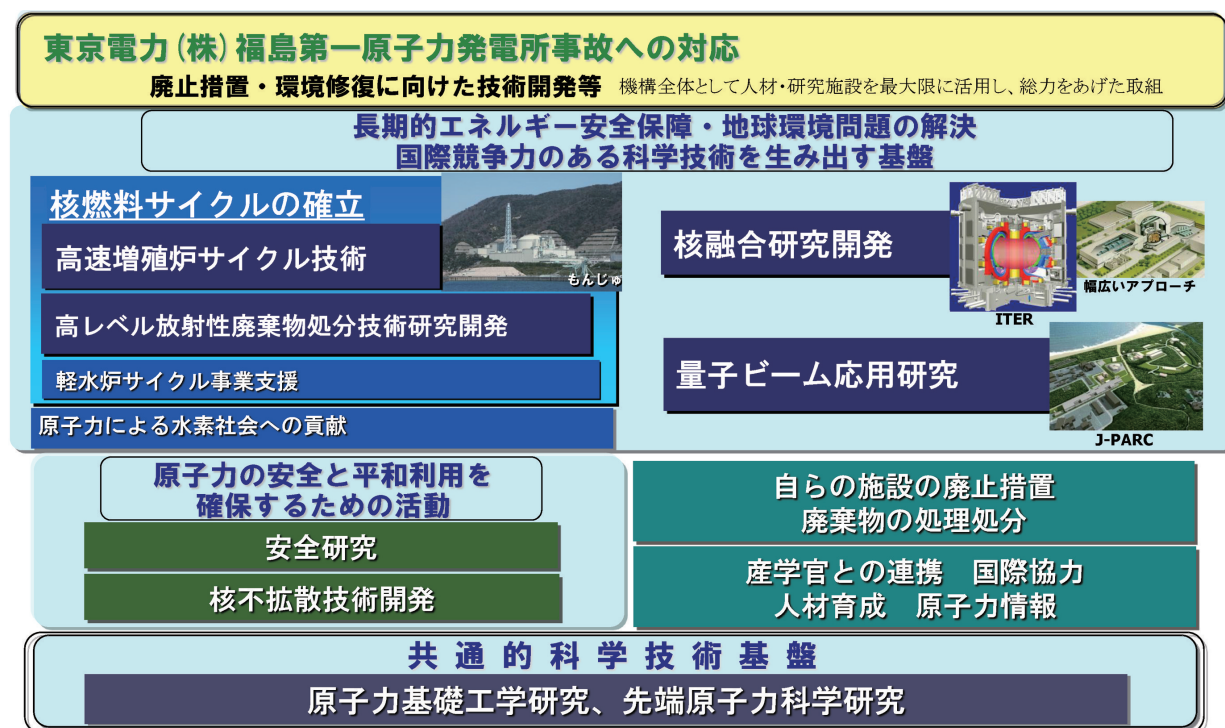 東京電力(株)福島第一原子力発電所事故への対応
廃止措置・環境修復に向けた技術開発等 機構全体として人材・研究施設を最大限に活用し、総力をあげた取組
長期的エネルギー安全保障・地球環境問題の解決
国際競争力のある科学技術を生み出す基盤
核燃料サイクルの確立
高速増殖炉サイクル技術
もんじゅ
高レベル放射性廃棄物処分技術研究開発
軽水炉サイクル事業支援
原子力による水素社会への貢献
核融合研究開発
ITER
幅広いアプローチ
量子ビーム応用研究
J-PARC
原子力の安全と平和利用を
確保するための活動
安全研究
核不拡散技術開発
自らの施設の廃止措置
廃棄物の処理処分
産学官との連携 国際協力
人材育成 原子力情報
共通的科学技術基盤
原子力基礎工学研究、先端原子力科学研究